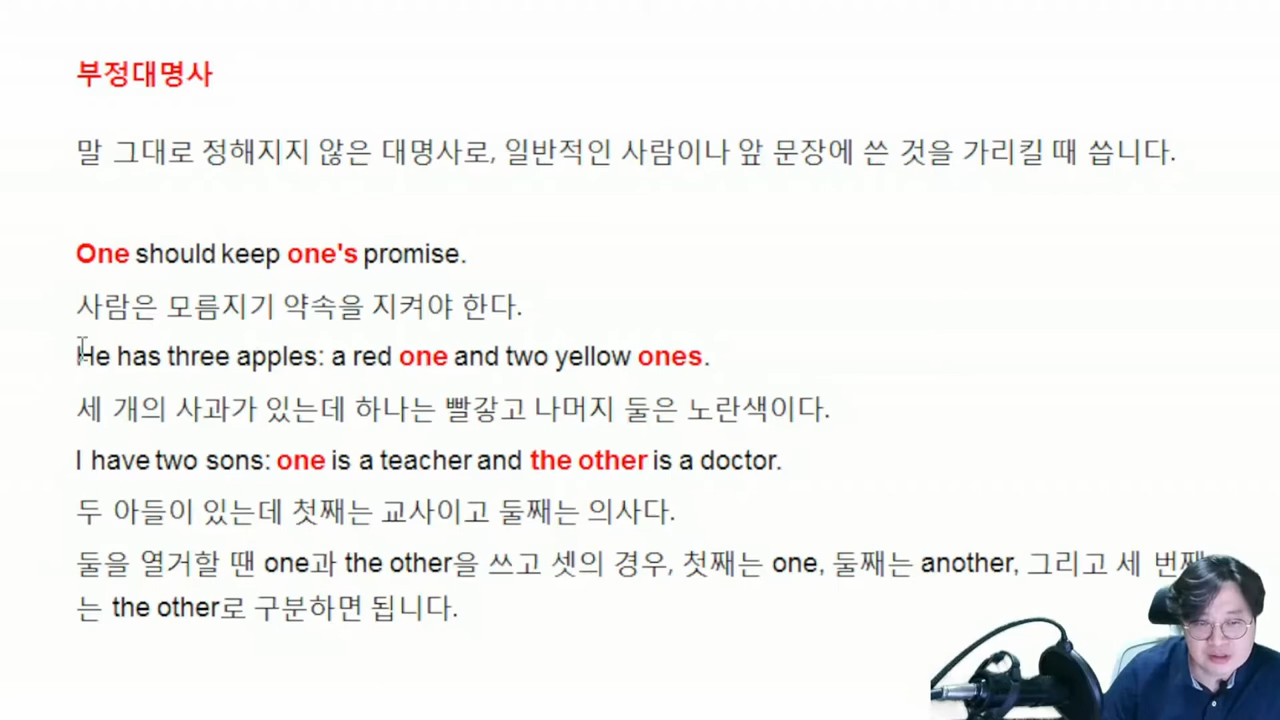 부정대명사
말 그대로 정해지지 않은 대명사로, 일반적인 사람이나 앞 문장에 쓴 것을 가리킬 때 씁니다.
One should keep one's promise.
사람은 모름지기 약속을 지켜야 한다.
He has three apples: a red one and two yellow ones.
세 개의 사과가 있는데 하나는 빨갛고 나머지 둘은 노란색이다.
I have two sons: one is a teacher and the other is a doctor.
두 아들이 있는데 첫째는 교사이고 둘째는 의사다.
둘을 열거할 땐 one과 the other을 쓰고 셋의 경우, 첫째는 one, 둘째는 another, 그리고 세 번째
는 the other로 구분하면 됩니다.